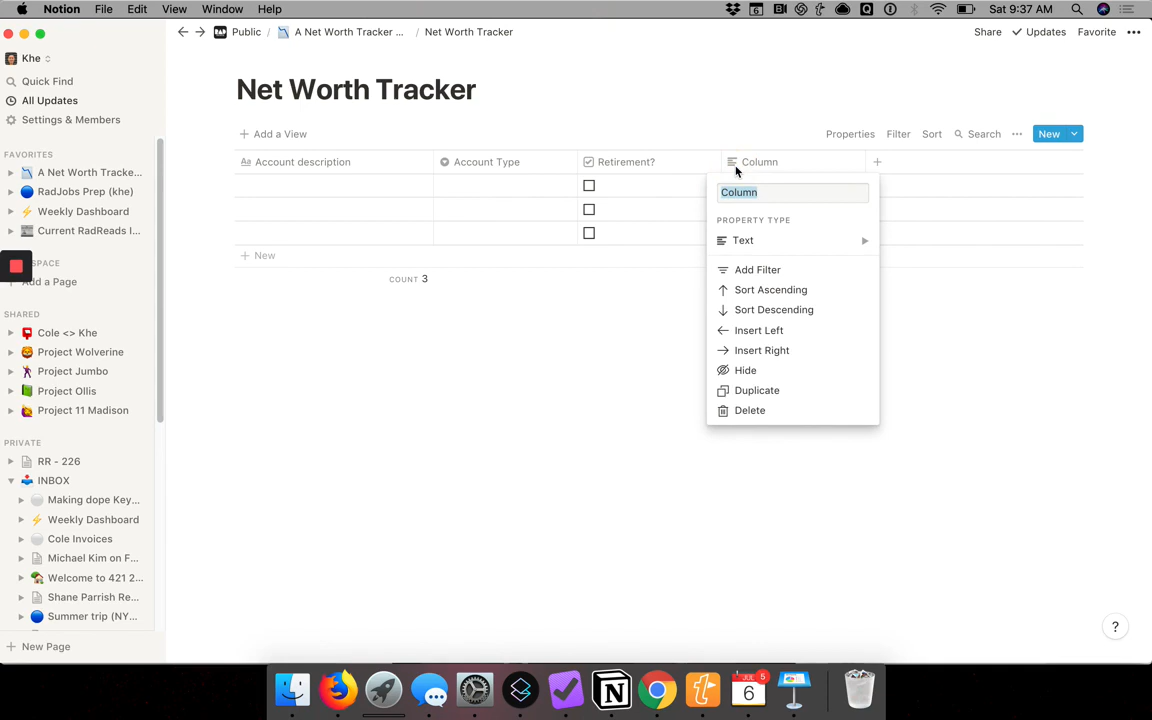 Notion File Edit View Window Help Sat 9:37 AM
Khe
Quick Find
All Updates
Settings & Members
FAVORITES
A Net Worth Tracke...
RadJobs Prep (khe)
Weekly Dashboard
Current RadReads I...
SPACE
Add a Page
SHARED
Cole <> Khe
Project Wolverine
Project Jumbo
Project Ollis
Project 11 Madison
PRIVATE
RR - 226
INBOX
Making dope Key...
Weekly Dashboard
Cole Invoices
Michael Kim on F...
Welcome to 421 2...
Shane Parrish Re...
Summer trip (NY...
New Page
Public / A Net Worth Tracker ... / Net Worth Tracker
Share Updates Favorite
Net Worth Tracker
Add a View
Properties Filter Sort Search New
Aa Account description Account Type Retirement? Column
New
COUNT 3
Column
PROPERTY TYPE
Text
Add Filter
Sort Ascending
Sort Descending
Insert Left
Insert Right
Hide
Duplicate
Delete
?
JUL 6 5